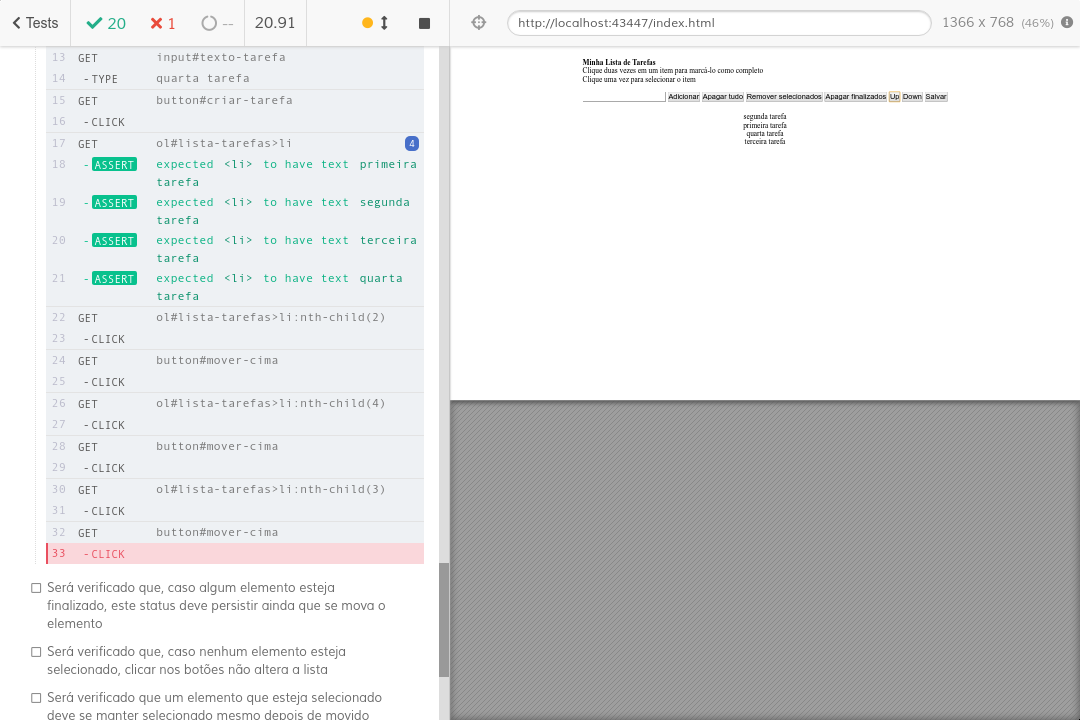 Tests
20
1
--
20.91
http://localhost:43447/index.html
1366 x 768 (46%)
13 GET input#texto-tarefa
14 -TYPE quarta tarefa
15 GET button#criar-tarefa
16 -CLICK
17 GET ol#lista-tarefas>li 4
18 -ASSERT expected <li> to have text primeira
tarefa
19 -ASSERT expected <li> to have text segunda
tarefa
20 -ASSERT expected <li> to have text terceira
tarefa
21 -ASSERT expected <li> to have text quarta
tarefa
22 GET ol#lista-tarefas>li:nth-child(2)
23 -CLICK
24 GET button#mover-cima
25 -CLICK
26 GET ol#lista-tarefas>li:nth-child(4)
27 -CLICK
28 GET button#mover-cima
29 -CLICK
30 GET ol#lista-tarefas>li:nth-child(3)
31 -CLICK
32 GET button#mover-cima
33 -CLICK
Será verificado que, caso algum elemento esteja
finalizado, este status deve persistir ainda que se mova o
elemento
Será verificado que, caso nenhum elemento esteja
selecionado, clicar nos botões não altera a lista
Será verificado que um elemento que esteja selecionado
deve se manter selecionado mesmo depois de movido
Minha Lista de Tarefas
Clique duas vezes em um item para marcá-lo como completo
Clique uma vez para selecionar o item
Adicionar Apagar tudo Remover selecionados Apagar finalizados Up Down Salvar
segunda tarefa
primeira tarefa
quarta tarefa
terceira tarefa